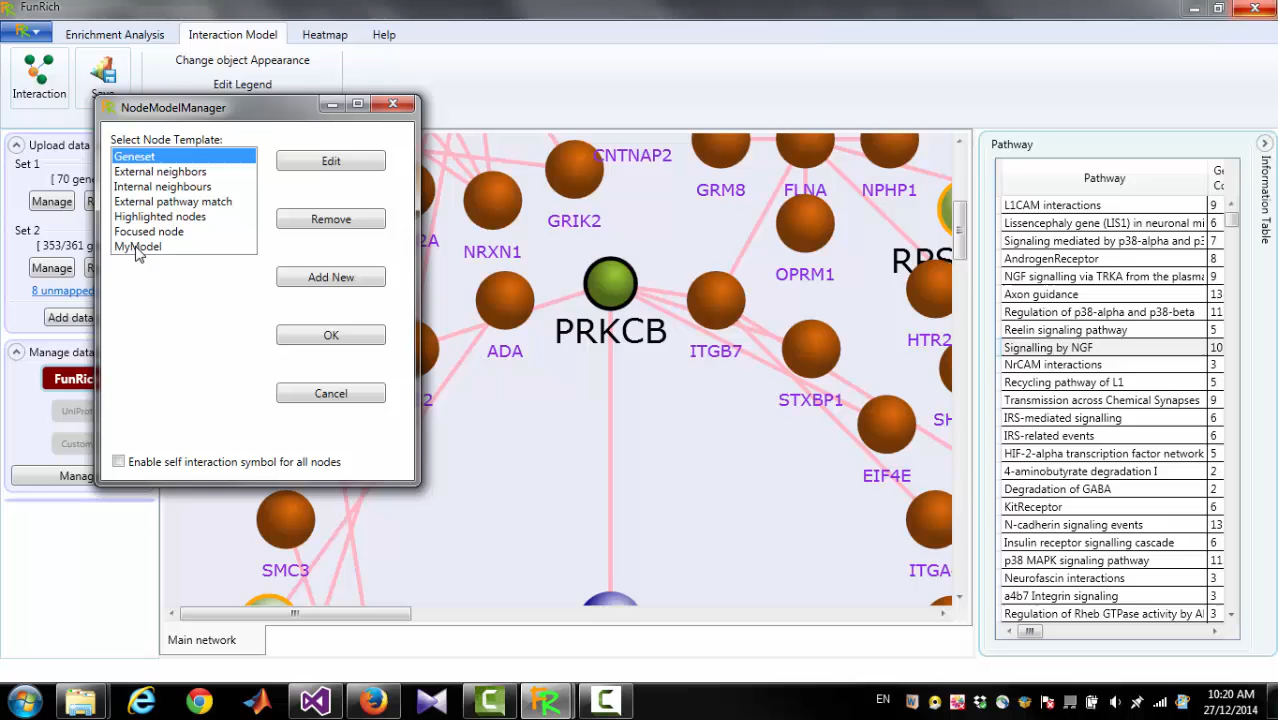 FunRich
Enrichment Analysis
Interaction Model
Heatmap
Help
Interaction
Change object Appearance
Edit Legend
NodeModelManager
Select Node Template:
Geneset
External neighbors
Internal neighbours
External pathway match
Highlighted nodes
Focused node
MyModel
Edit
Remove
Add New
OK
Cancel
Enable self interaction symbol for all nodes
Upload data
Set 1
[ 70 gene
Manage
Set 2
[ 353/361 g
Manage
8 unmapped
Add data
Manage data
FunRic
UniPro
Custom
Manag
CNTNAP2
GRIK2
NRXN1
GRM8
FLNA
NPHP1
OPRM1
ADA
PRKCB
ITGB7
STXBP1
EIF4E
SMC3
Main network
Pathway
Information Table
Pathway
L1CAM interactions 9
Lissencephaly gene (LIS1) in neuronal mi 6
Signaling mediated by p38-alpha and p3 7
AndrogenReceptor 8
NGF signalling via TRKA from the plasma 9
Axon guidance 13
Regulation of p38-alpha and p38-beta 11
Reelin signaling pathway 5
Signalling by NGF 10
NrCAM interactions 3
Recycling pathway of L1 5
Transmission across Chemical Synapses 9
IRS-mediated signalling 6
IRS-related events 6
HIF-2-alpha transcription factor network 5
4-aminobutyrate degradation I 2
Degradation of GABA 2
KitReceptor 6
N-cadherin signaling events 13
Insulin receptor signalling cascade 6
p38 MAPK signaling pathway 11
Neurofascin interactions 3
a4b7 Integrin signaling 3
Regulation of Rheb GTPase activity by Al 3
EN
10:20 AM
27/12/2014